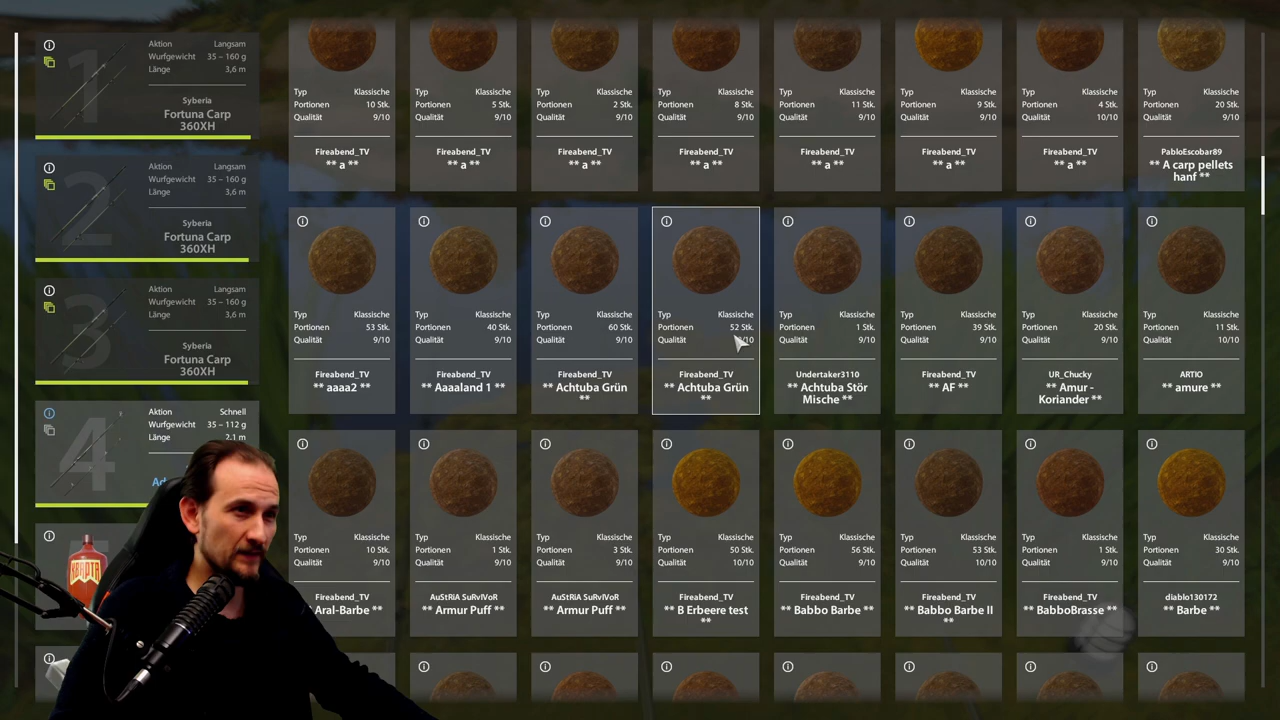 1
Aktion Langsam
Wurfgewicht 35 – 160 g
Länge 3,6 m
Syberia
Fortuna Carp
360XH
2
Aktion Langsam
Wurfgewicht 35 – 160 g
Länge 3,6 m
Syberia
Fortuna Carp
360XH
3
Aktion Langsam
Wurfgewicht 35 – 160 g
Länge 3,6 m
Syberia
Fortuna Carp
360XH
4
Aktion Schnell
Wurfgewicht 35 – 112 g
Länge 2,1 m
Typ Klassische
Portionen 10 Stk.
Qualität 9/10
Fireabend_TV
** a **
Typ Klassische
Portionen 5 Stk.
Qualität 9/10
Fireabend_TV
** a **
Typ Klassische
Portionen 2 Stk.
Qualität 9/10
Fireabend_TV
** a **
Typ Klassische
Portionen 8 Stk.
Qualität 9/10
Fireabend_TV
** a **
Typ Klassische
Portionen 11 Stk.
Qualität 9/10
Fireabend_TV
** a **
Typ Klassische
Portionen 9 Stk.
Qualität 9/10
Fireabend_TV
** a **
Typ Klassische
Portionen 4 Stk.
Qualität 10/10
Fireabend_TV
** a **
Typ Klassische
Portionen 20 Stk.
Qualität 9/10
PabloEscobar89
** A carp pellets
hanf **
Typ Klassische
Portionen 53 Stk.
Qualität 9/10
Fireabend_TV
** aaaa2 **
Typ Klassische
Portionen 40 Stk.
Qualität 9/10
Fireabend_TV
** Aaaaland 1 **
Typ Klassische
Portionen 60 Stk.
Qualität 9/10
Fireabend_TV
** Achtuba Grün
**
Typ Klassische
Portionen 52 Stk.
Qualität
Fireabend_TV
** Achtuba Grün
**
Typ Klassische
Portionen 1 Stk.
Qualität 9/10
Undertaker3110
** Achtuba Stör
Mische **
Typ Klassische
Portionen 39 Stk.
Qualität 9/10
Fireabend_TV
** AF **
Typ Klassische
Portionen 20 Stk.
Qualität 9/10
UR_Chucky
** Amur -
Koriander **
Typ Klassische
Portionen 11 Stk.
Qualität 10/10
ARTIO
** amure **
Typ Klassische
Portionen 10 Stk.
Qualität 9/10
Fireabend_TV
Aral-Barbe **
Typ Klassische
Portionen 1 Stk.
Qualität 9/10
AuStRiA SuRvIVoR
** Armur Puff **
Typ Klassische
Portionen 3 Stk.
Qualität 9/10
AuStRiA SuRvIVoR
** Armur Puff **
Typ Klassische
Portionen 50 Stk.
Qualität 10/10
Fireabend_TV
** B Erbeere test
**
Typ Klassische
Portionen 56 Stk.
Qualität 9/10
Fireabend_TV
** Babbo Barbe **
Typ Klassische
Portionen 53 Stk.
Qualität 10/10
Fireabend_TV
** Babbo Barbe II
**
Typ Klassische
Portionen 1 Stk.
Qualität 9/10
Fireabend_TV
** BabboBrasse **
Typ Klassische
Portionen 30 Stk.
Qualität 9/10
diablo130172
** Barbe **